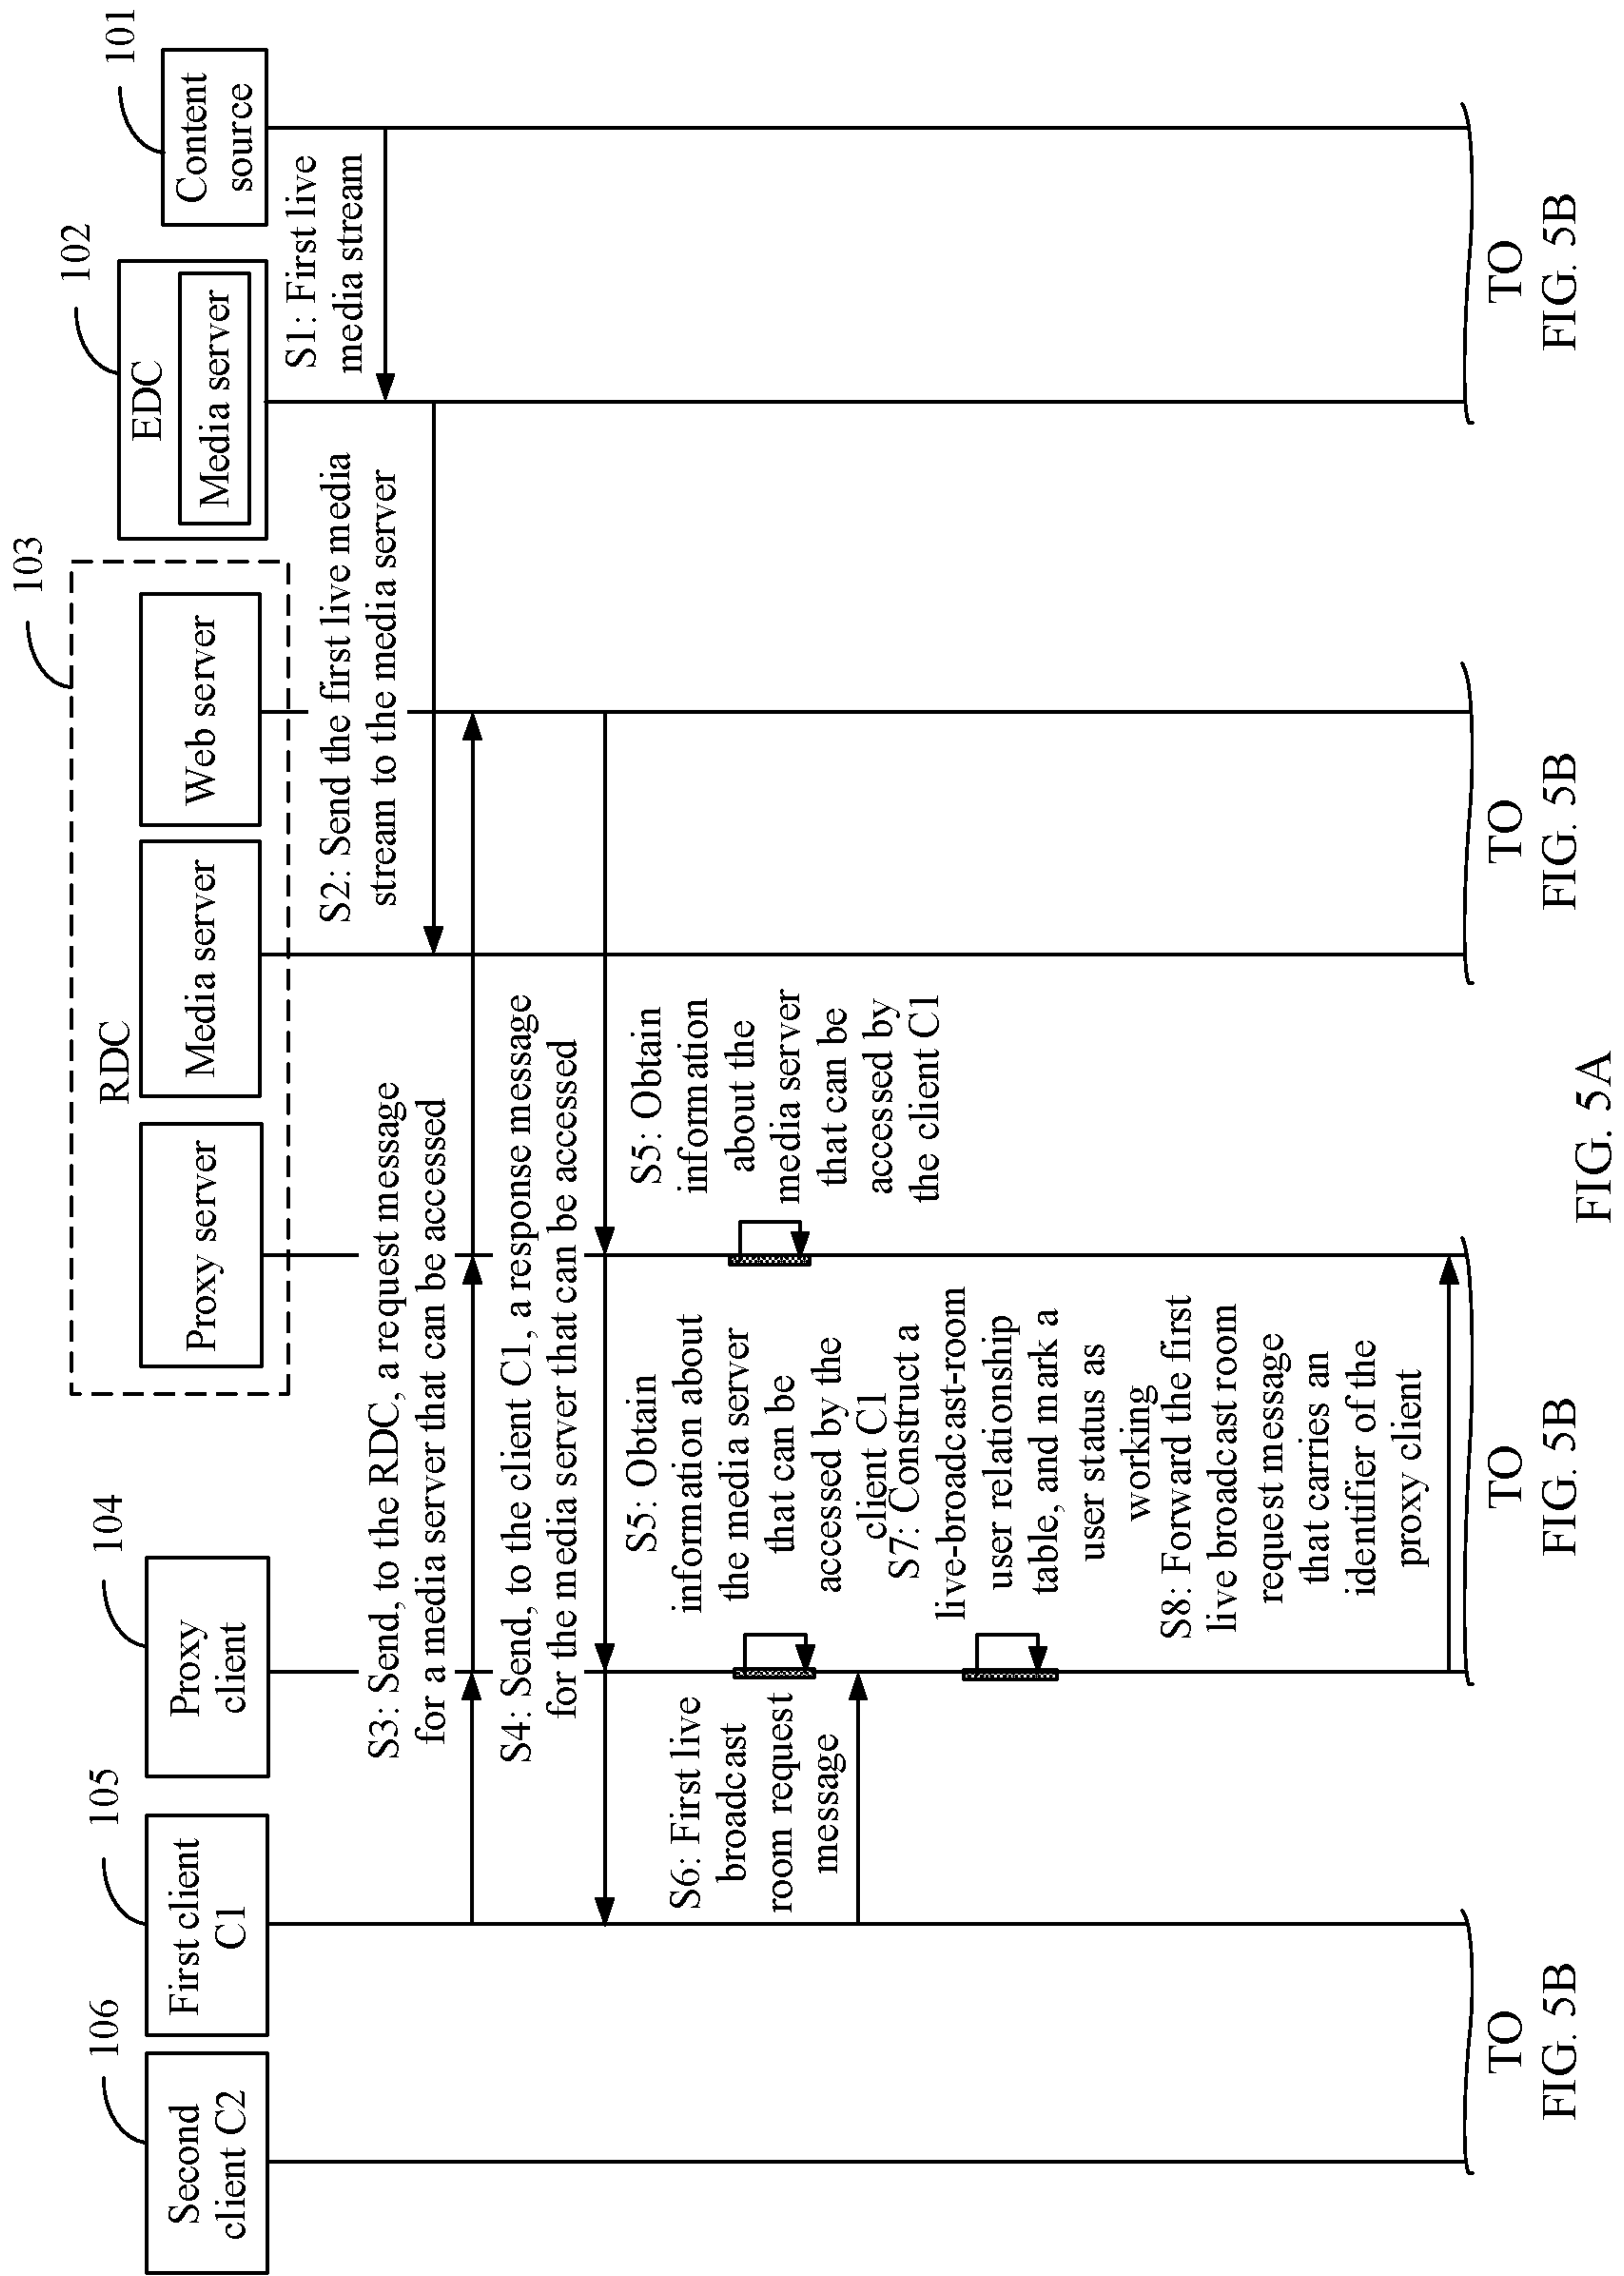 106
105
104
103
102
101
Second
client C2
First client
C1
Proxy
client
RDC
Proxy server
Media server
Web server
EDC
Media server
Content
source
S1: First live
media stream
S2: Send the first live media
stream to the media server
S3: Send, to the RDC, a request message
for a media server that can be accessed
S4: Send, to the client C1, a response message
for the media server that can be accessed
S5: Obtain
information about
the media server
that can be
accessed by the
client C1
S5: Obtain
information
about the
media server
that can be
accessed by
the client C1
S6: First live
broadcast
room request
message
S7: Construct a
live-broadcast-room
user relationship
table, and mark a
user status as
working
S8: Forward the first
live broadcast room
request message
that carries an
identifier of the
proxy client
TO
FIG. 5B
TO
FIG. 5B
TO
FIG. 5B
TO
FIG. 5B
FIG. 5A